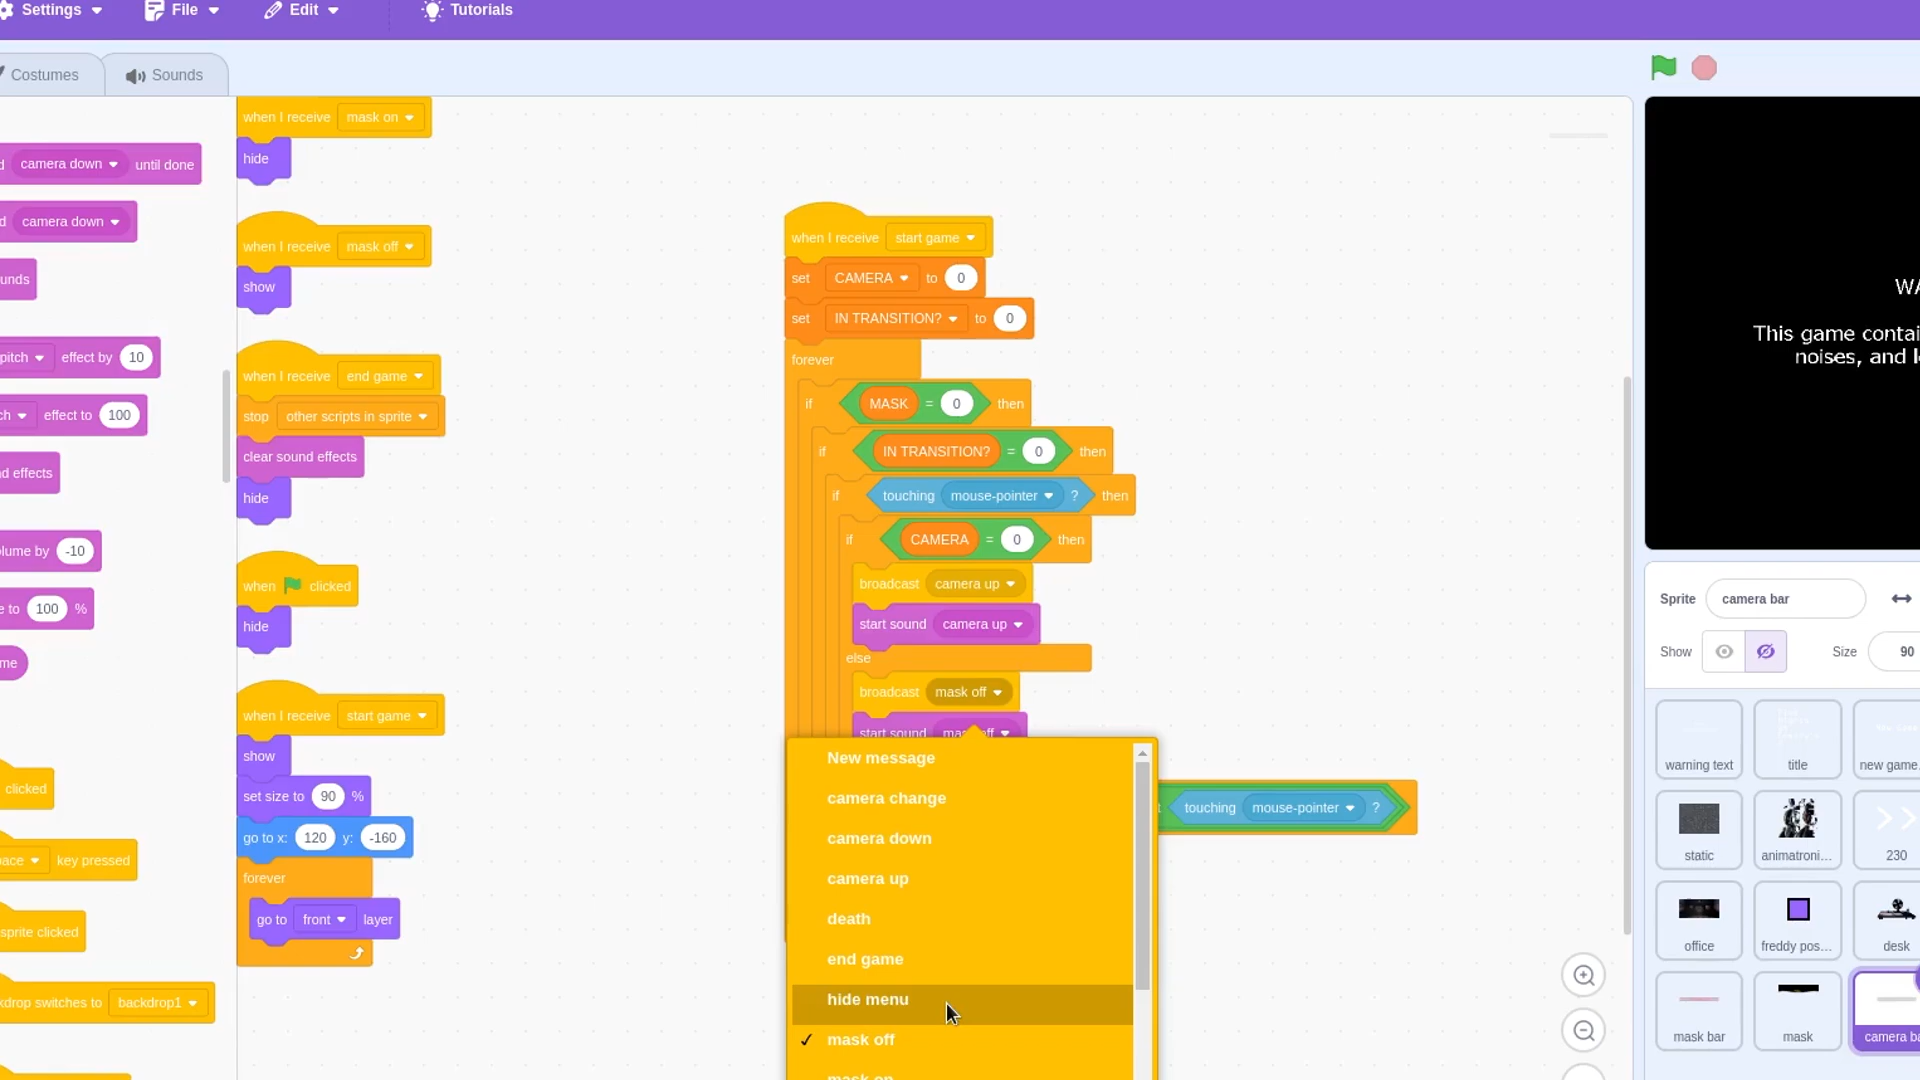 Settings File Edit Tutorials
Costumes Sounds
camera down until done
camera down
pitch effect by 10
effect to 100
-10
100 %
clicked
key pressed
sprite clicked
switches to backdrop1
when I receive mask on
hide
when I receive mask off
show
when I receive end game
stop other scripts in sprite
clear sound effects
hide
when clicked
hide
when I receive start game
show
set size to 90 %
go to x: 120 y: -160
forever
go to front layer
when I receive start game
set CAMERA to 0
set IN TRANSITION? to 0
forever
if MASK = 0 then
if IN TRANSITION? = 0 then
if touching mouse-pointer ? then
if CAMERA = 0 then
broadcast camera up
start sound camera up
else
broadcast mask off
start sound mask off
touching mouse-pointer ?
New message
camera change
camera down
camera up
death
end game
hide menu
✓ mask off
mask on
This game
noises, and
Sprite camera bar
Show Size 90
warning text title new game...
static animatroni... 230
office freddy pos... desk
mask bar mask camera